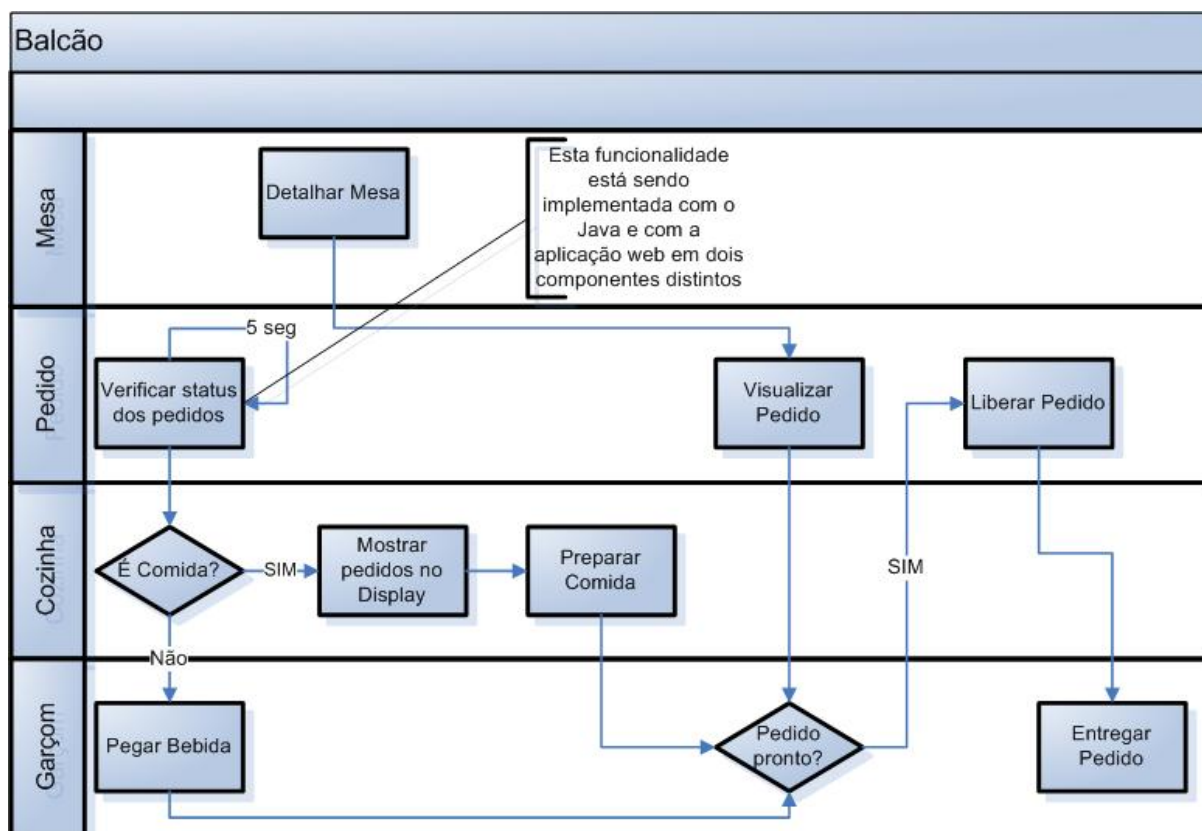 Balcão
Mesa
Detalhar Mesa
Esta funcionalidade
está sendo
implementada com o
Java e com a
aplicação web em dois
componentes distintos
Pedido
5 seg
Verificar status
dos pedidos
Visualizar
Pedido
Liberar Pedido
Cozinha
É Comida?
SIM
Mostrar
pedidos no
Display
Preparar
Comida
SIM
Não
Garçom
Pegar Bebida
Pedido
pronto?
Entregar
Pedido